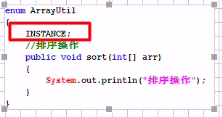 enum ArrayUtil
{
INSTANCE;
//排序操作
public void sort(int[] arr)
{
System.out.println("排序操作");
}
}